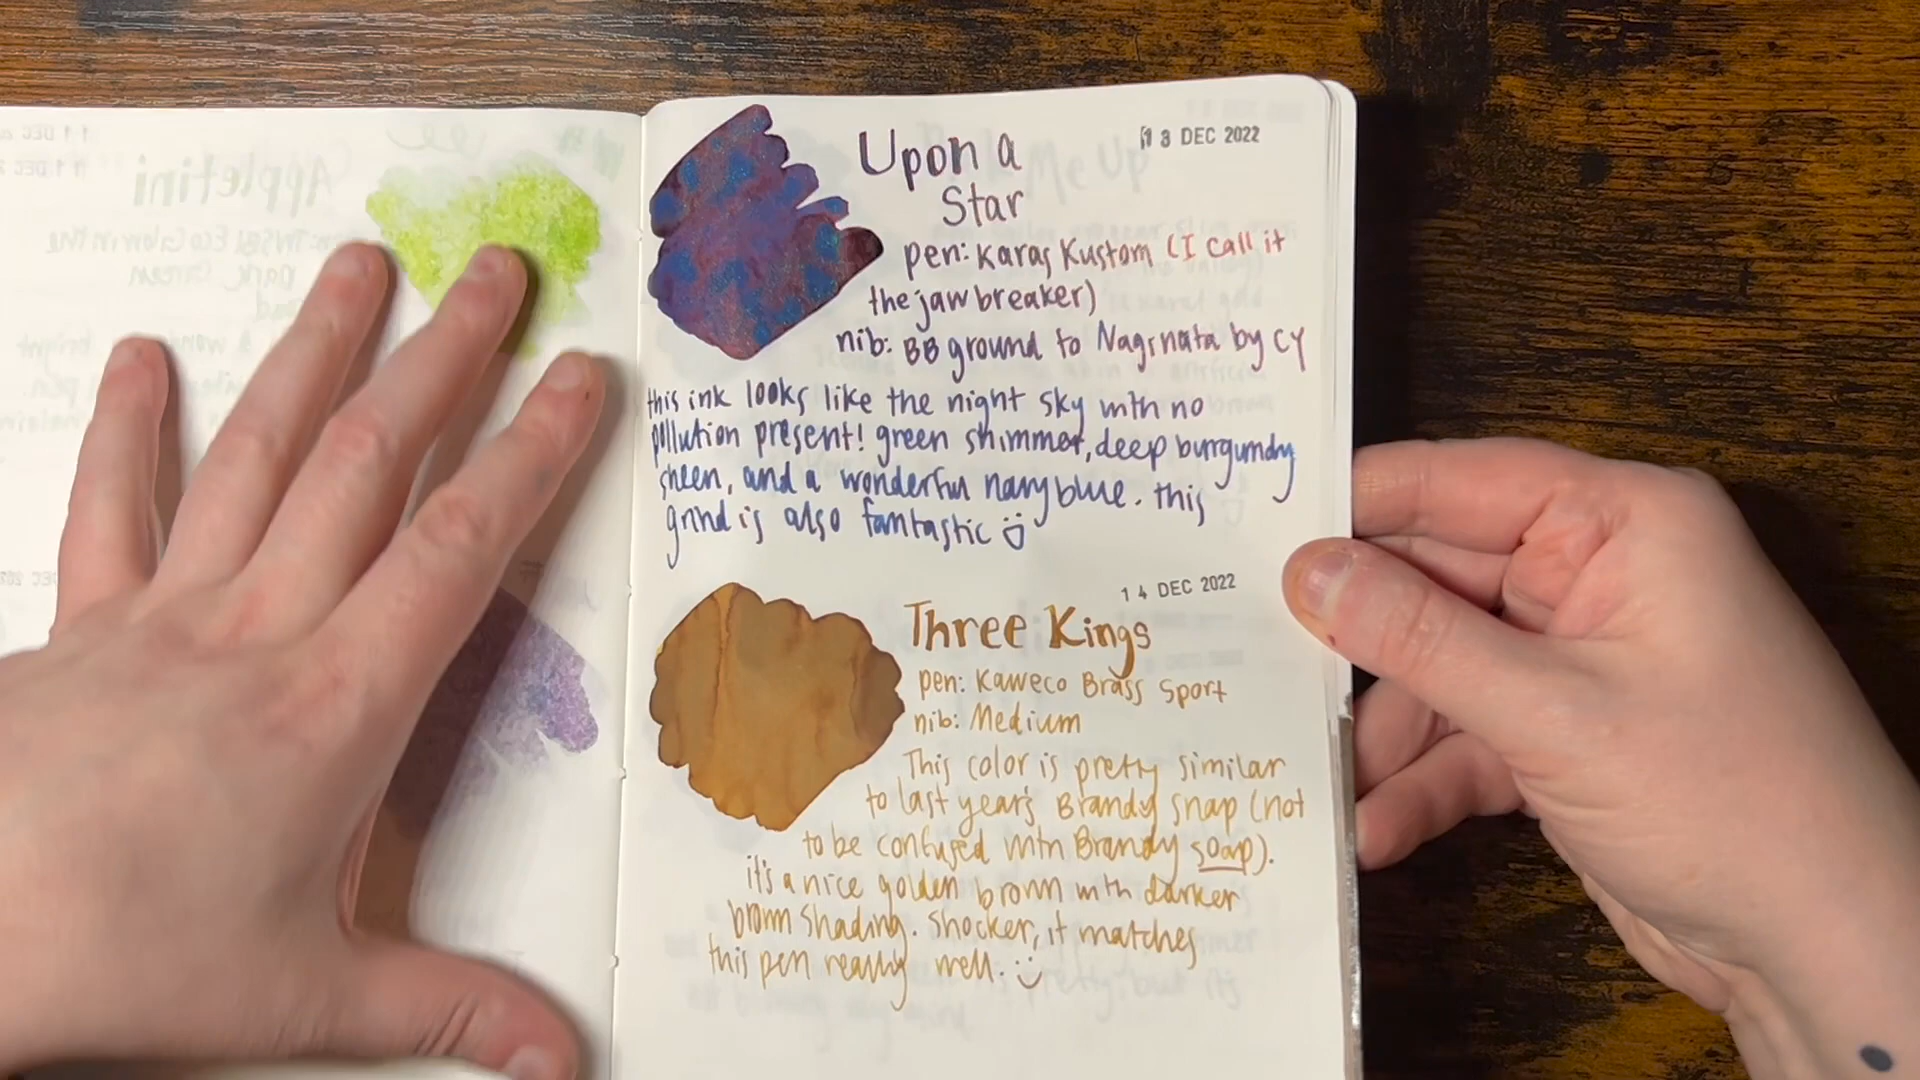 Upon a
Star
13 DEC 2022
pen: Karas Kustom (I call it
the jawbreaker)
nib: BB ground to Naginata by CY
this ink looks like the night sky with no
pollution present! green shimmer, deep burgundy
sheen, and a wonderful navy blue. this
grind is also fantastic
14 DEC 2022
Three Kings
pen: Kaweco Brass Sport
nib: Medium
This color is pretty similar
to last year's Brandy snap (not
to be confused with Brandy soap).
it's a nice golden brown with darker
brown shading. Shocker, it matches
this pen really well. :)